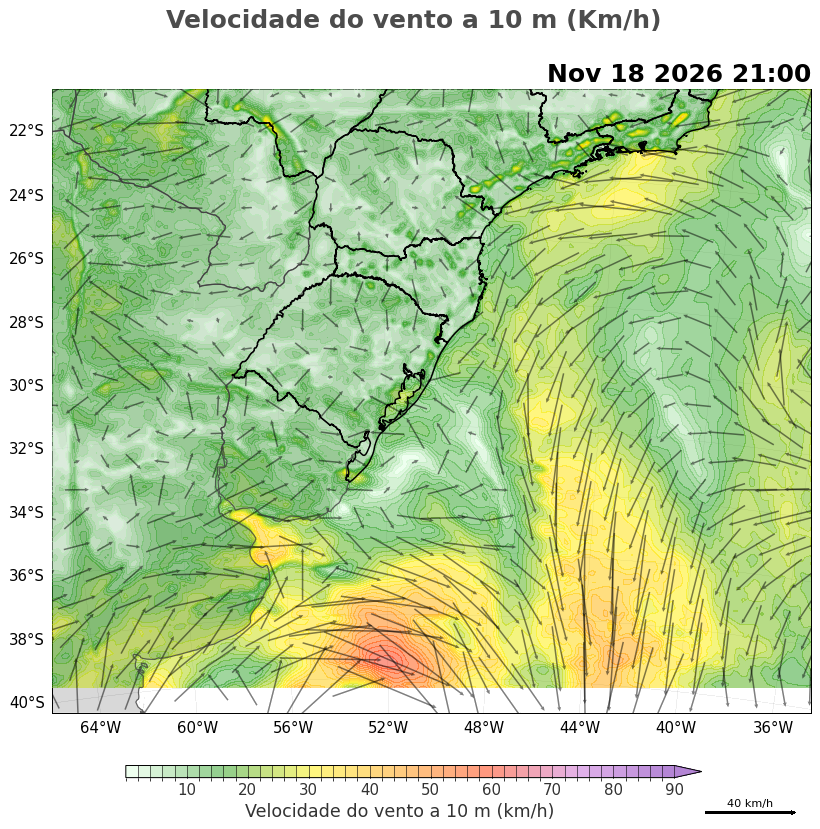 Velocidade do vento a 10 m (Km/h)
Nov 18 2026 21:00
22°S
24°S
26°S
28°S
30°S
32°S
34°S
36°S
38°S
40°S
64°W 60°W 56°W 52°W 48°W 44°W 40°W 36°W
10 20 30 40 50 60 70 80 90
Velocidade do vento a 10 m (km/h)
40 km/h